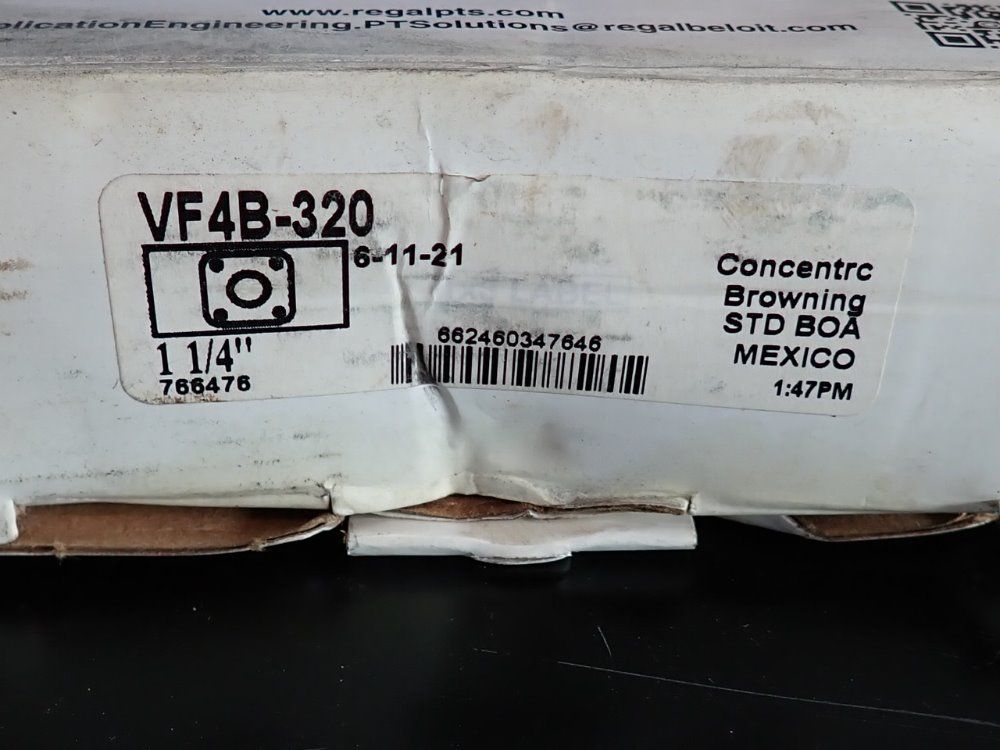 www.regalpts.com
plicationEngineering.PTSolutions@regalbeloit.com
VF4B-320
6-11-21
1 1/4"
766476
662460347646
Concentrc
Browning
STD BOA
MEXICO
1:47PM